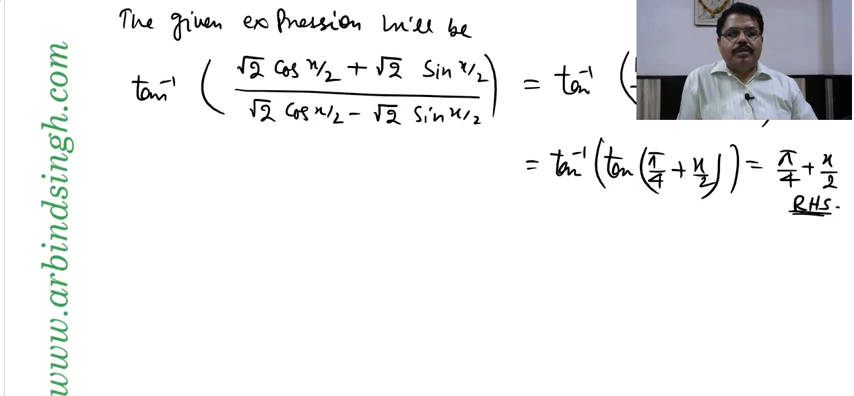 The given expression will be
tan⁻¹ ( (√2 Cos x/2 + √2 Sin x/2) / (√2 Cos x/2 − √2 Sin x/2) ) = tan⁻¹ (
= tan⁻¹ ( tan ( π/4 + x/2 ) ) = π/4 + x/2
RHS.
www.arbindsingh.com